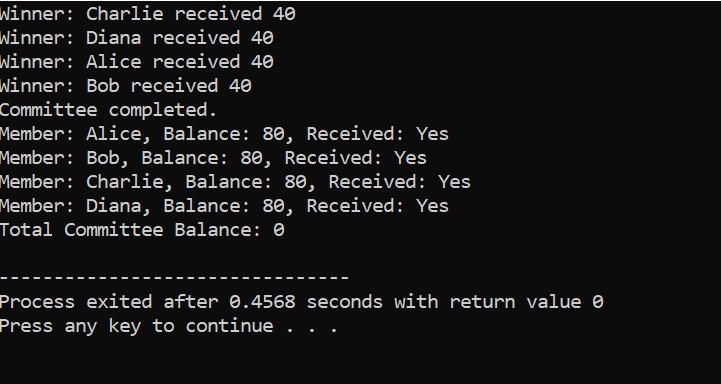 Winner: Charlie received 40
Winner: Diana received 40
Winner: Alice received 40
Winner: Bob received 40
Committee completed.
Member: Alice, Balance: 80, Received: Yes
Member: Bob, Balance: 80, Received: Yes
Member: Charlie, Balance: 80, Received: Yes
Member: Diana, Balance: 80, Received: Yes
Total Committee Balance: 0
--------------------------------
Process exited after 0.4568 seconds with return value 0
Press any key to continue . . .